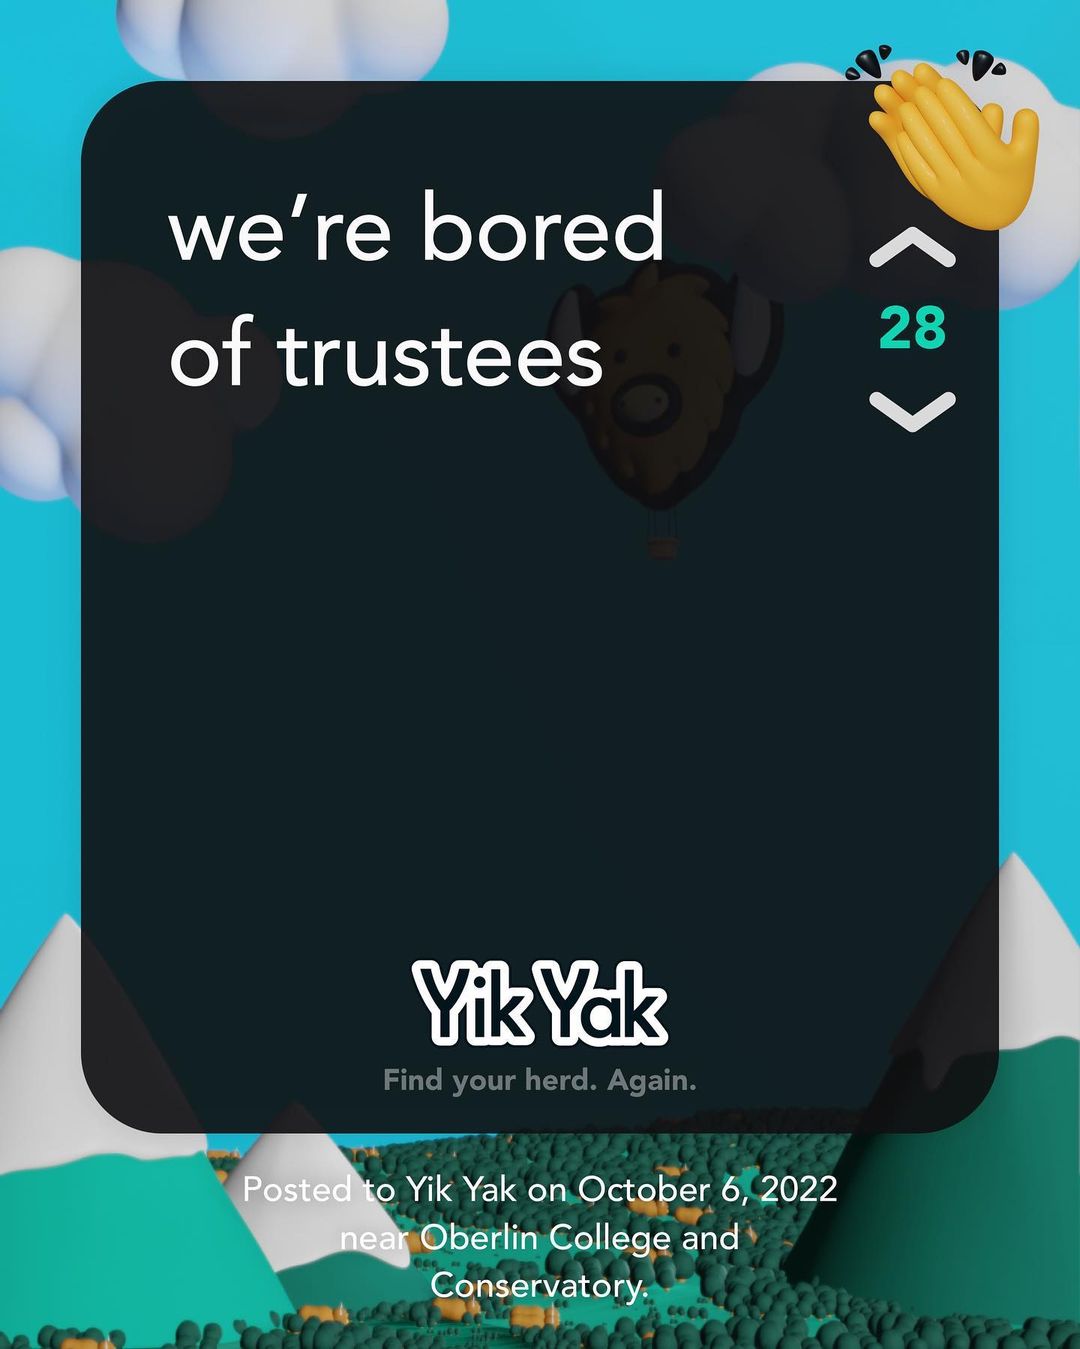 we’re bored
of trustees
28
Yik Yak
Find your herd. Again.
Posted to Yik Yak on October 6, 2022
near Oberlin College and
Conservatory.